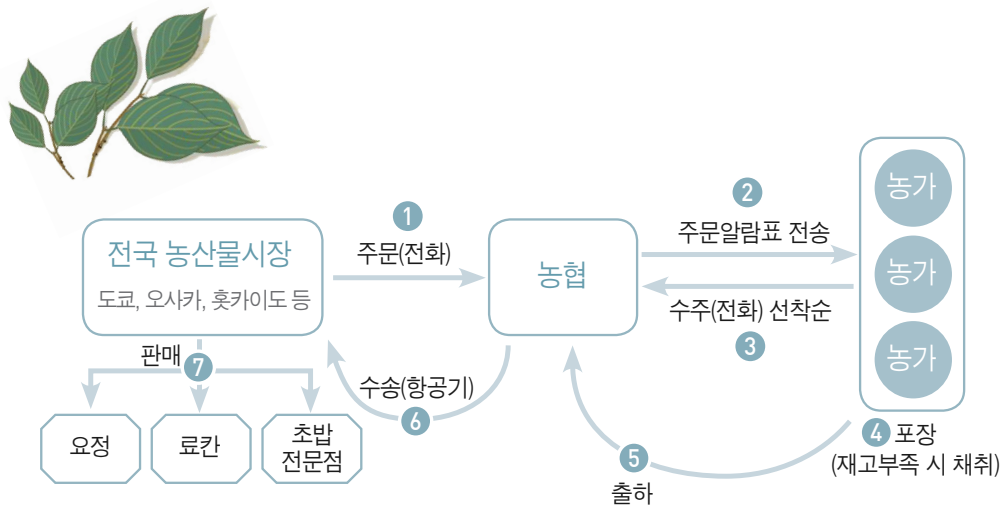 전국 농산물시장
도쿄, 오사카, 홋카이도 등
1
주문(전화)
농협
2
주문알람표 전송
수주(전화) 선착순
3
농가
농가
농가
4 포장
(재고부족 시 채취)
5
출하
수송(항공기)
6
판매
7
요정
료칸
초밥
전문점